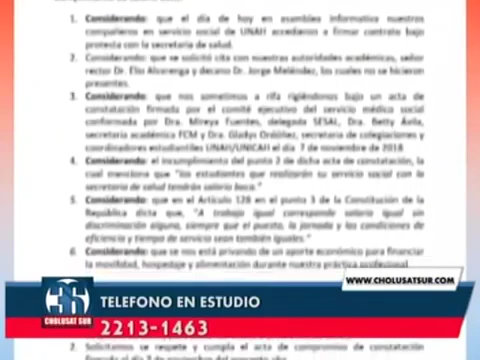 1. Considerando: que el día de hoy en asamblea informativa nuestros
compañeros en servicio social de UNAH accedieron a firmar contrato bajo
protesta con la secretaria de salud.
2. Considerando: que se solicitó cita con nuestras autoridades académicas, señor
rector Dr. Elio Alvarenga y decano Dr. Jorge Meléndez, los cuales no se hicieron
presentes.
3. Considerando: que nos sometimos a rifa rigiéndonos bajo un acta de
constatación firmada por el comité ejecutivo del servicio médico social
conformada por Dra. Mireya Fuentes, delegada SESAL, Dra. Betty Ávila,
secretaria académica FCM y Dra. Gladys Ordóñez, secretaria de colegiaciones y
coordinadores estudiantiles UNAH/UNICAH el día 7 de noviembre de 2018.
4. Considerando: el incumplimiento del punto 2 de dicha acta de constatación, la
cual menciona que "los estudiantes que realizarán su servicio social con la
secretaria de salud tendrán salario beca."
5. Considerando: que en el Artículo 128 en el punto 3 de la Constitución de la
República dicta que, "A trabajo igual corresponde salario igual sin
discriminación alguna, siempre que el puesto, la jornada y las condiciones de
eficiencia y tiempo de servicio sean también iguales."
6. Considerando: que se nos está privando de un aporte económico para financiar
la movilidad, hospedaje y alimentación durante nuestra práctica profesional
WWW.CHOLUSATSUR.COM
36
CHOLUSAT SUR
TELEFONO EN ESTUDIO
2213-1463
2. Solicitamos se respete y cumpla el acta de compromiso de constatación